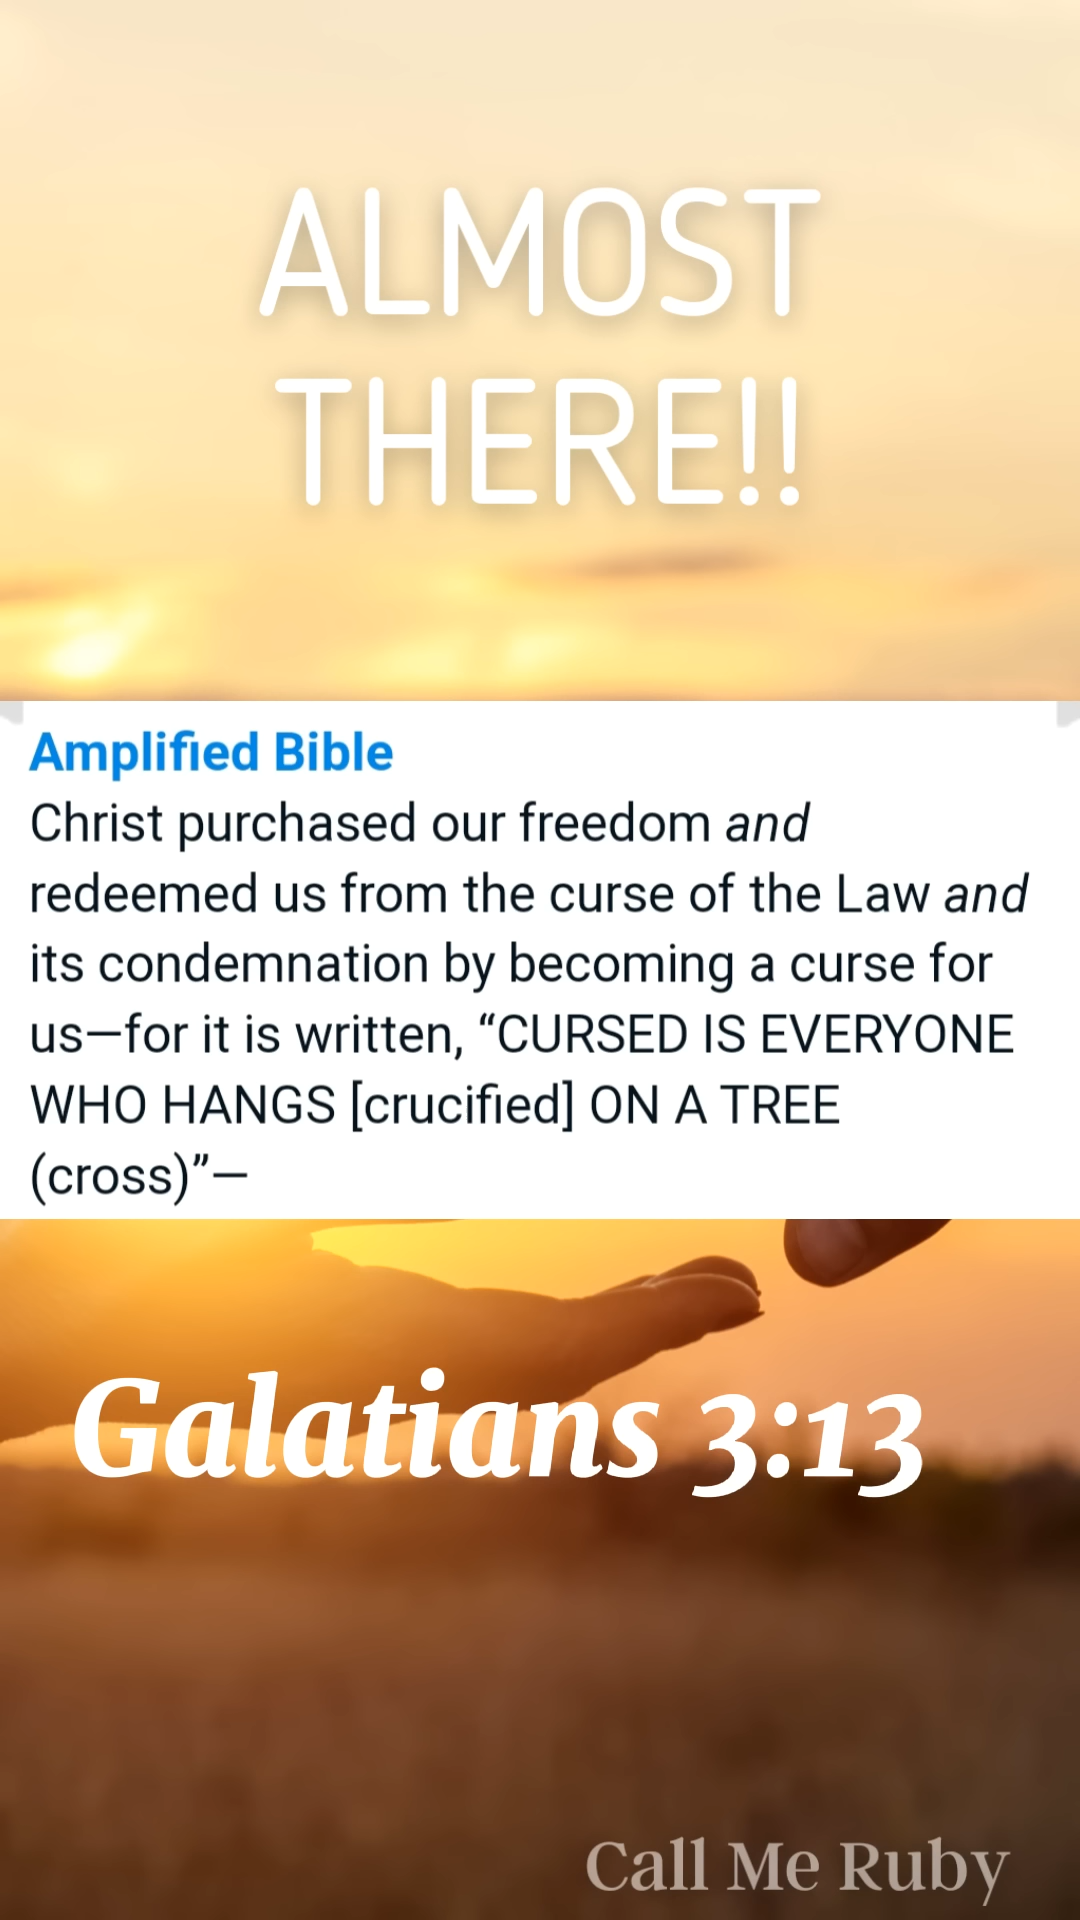 ALMOST
THERE!!
Amplified Bible
Christ purchased our freedom and
redeemed us from the curse of the Law and
its condemnation by becoming a curse for
us—for it is written, “CURSED IS EVERYONE
WHO HANGS [crucified] ON A TREE
(cross)”—
Galatians 3:13
Call Me Ruby